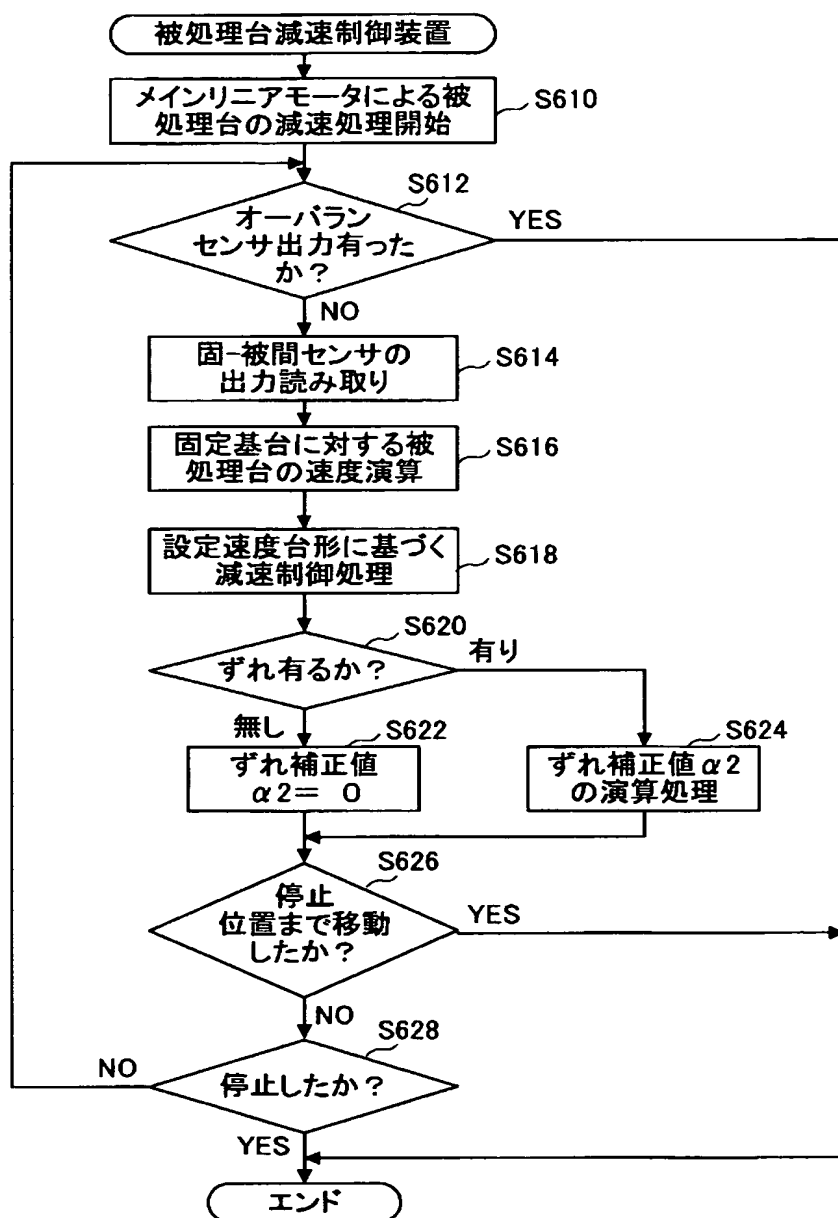 被処理台減速制御装置
メインリニアモータによる被
処理台の減速処理開始
S610
S612
オーバラン
センサ出力有った
か？
YES
NO
固-被間センサの
出力読み取り
S614
固定基台に対する被
処理台の速度演算
S616
設定速度台形に基づく
減速制御処理
S618
S620
ずれ有るか？
有り
無し
S622
ずれ補正値
α2＝ 0
S624
ずれ補正値α2
の演算処理
S626
停止
位置まで移動
したか？
YES
NO
S628
停止したか？
NO
YES
エンド